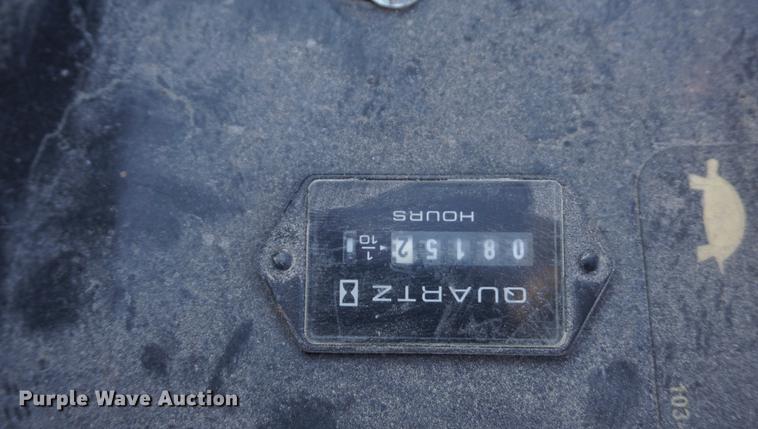 QUARTZ
08152 1/10
HOURS
103
Purple Wave Auction